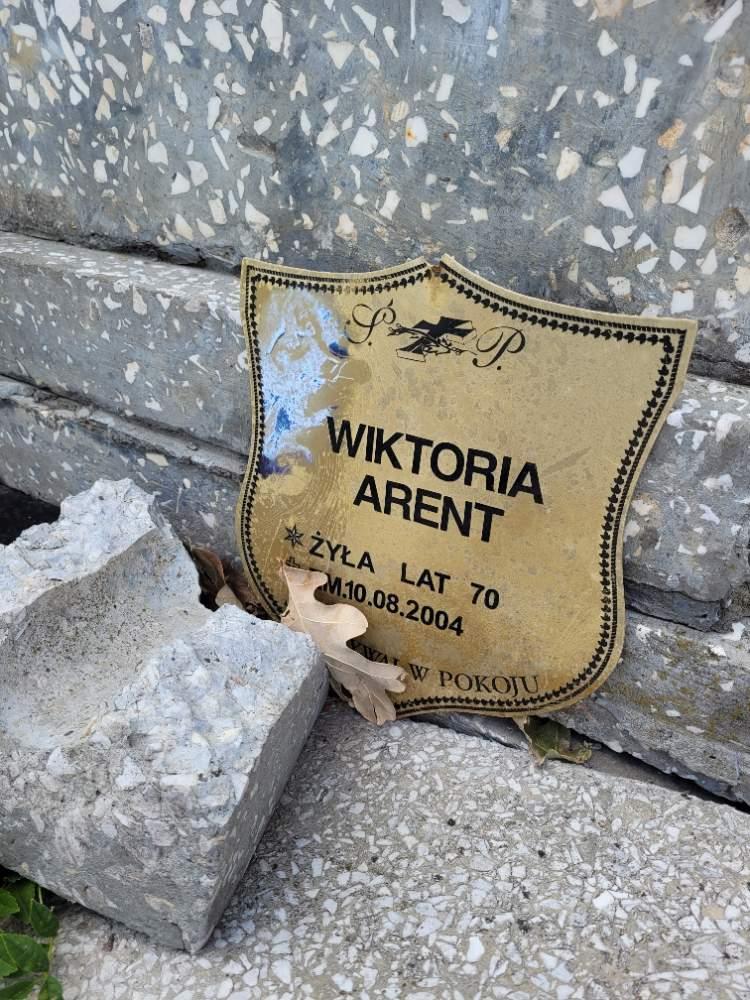 Ś. P.
WIKTORIA
ARENT
ŻYŁA LAT 70
M.10.08.2004
W POKOJU